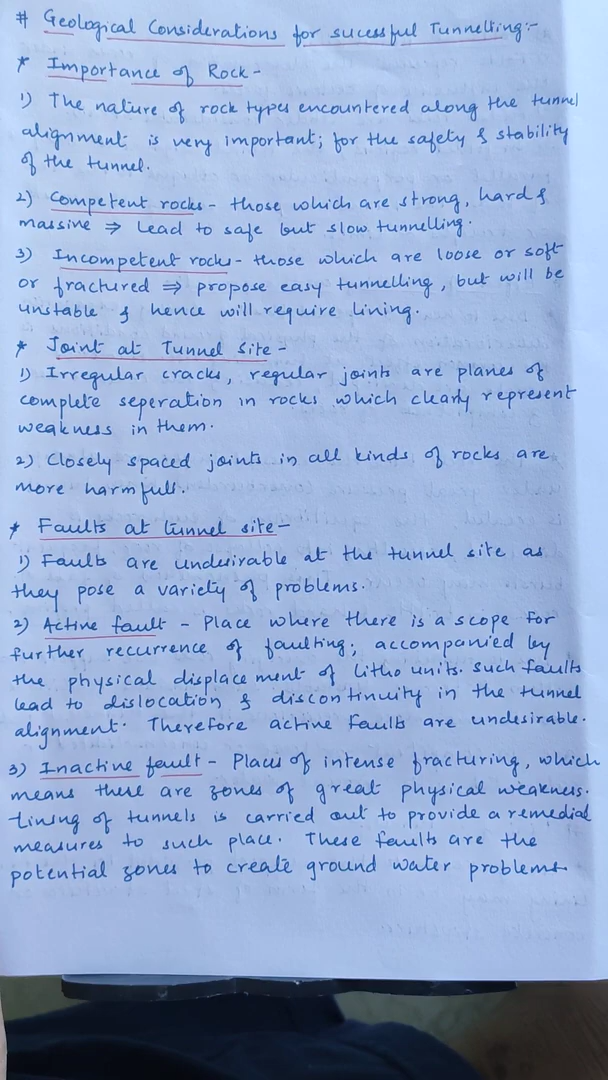 # Geological Considerations for sucessful Tunnelling:-
* Importance of Rock -
1) The nature of rock types encountered along the tunnel
alignment is very important; for the safety & stability
of the tunnel.
2) Competent rocks - those which are strong, hard &
massive ⇒ lead to safe but slow tunnelling.
3) Incompetent rocks - those which are loose or soft
or fractured ⇒ propose easy tunnelling, but will be
unstable & hence will require lining.
* Joint at Tunnel Site -
1) Irregular cracks, regular joints are planes of
complete seperation in rocks which clearly represent
weakness in them.
2) Closely spaced joints in all kinds of rocks are
more harmfull.
* Faults at tunnel site -
1) Faults are undesirable at the tunnel site as
they pose a variety of problems.
2) Active fault - Place where there is a scope for
further recurrence of faulting; accompanied by
the physical displacement of litho units. such faults
lead to dislocation & discontinuity in the tunnel
alignment. Therefore active faults are undesirable.
3) Inactive fault - Places of intense fracturing, which
means these are zones of great physical weakness.
Lining of tunnels is carried out to provide a remedial
measures to such place. These faults are the
potential zones to create ground water problems.